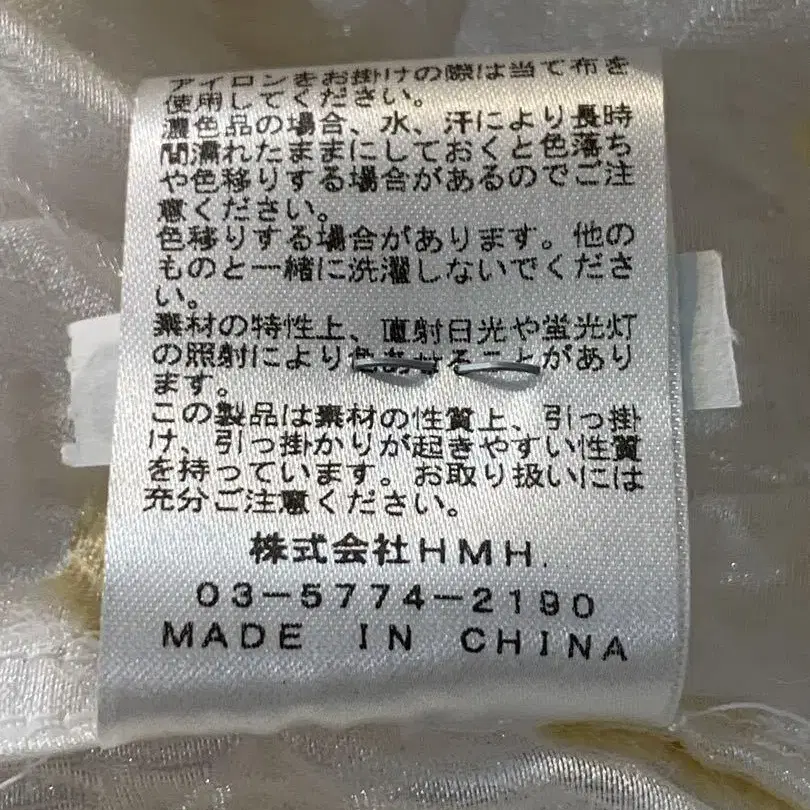 アイロンをお掛けの際は当て布を
使用してください。
濃色品の場合、水、汗により長時
間濡れたままにしておくと色落ち
や色移りする場合があるのでご注
意ください。
色移りする場合があります。他の
ものと一緒に洗濯しないでくださ
い。
素材の特性上、直射日光や蛍光灯
の照射により色あせることがあり
ます。
この製品は素材の性質上、引っ掛
け、引っ掛かりが起きやすい性質
を持っています。お取り扱いには
充分ご注意ください。
株式会社HMH.
03-5774-2190
MADE IN CHINA